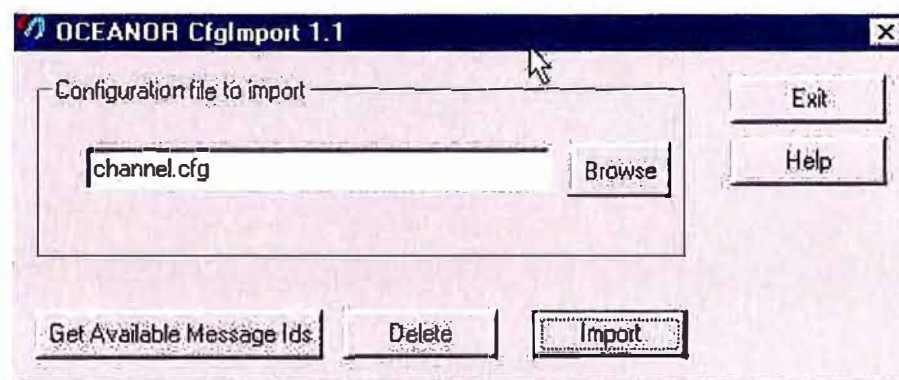 OCEANOR CfgImport 1.1
Configuration file to import
channel.cfg
Browse
Exit
Help
Get Available Message Ids
Delete
Import